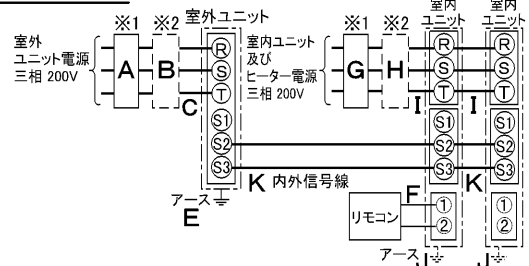 ※1 ※2 室外ユニット
室外
ユニット電源
三相 200V
A B C
R
S
T
S1
S2
S3
アース
E
K 内外信号線
※1 ※2
室内ユニット
及び
ヒーター電源
三相 200V
G H
室内
ユニット
R
S
T
I
S1
S2
S3
F
リモコン
①
②
アース
J
室内
ユニット
I
R
S
T
S1
S2
S3
K
①
②
J